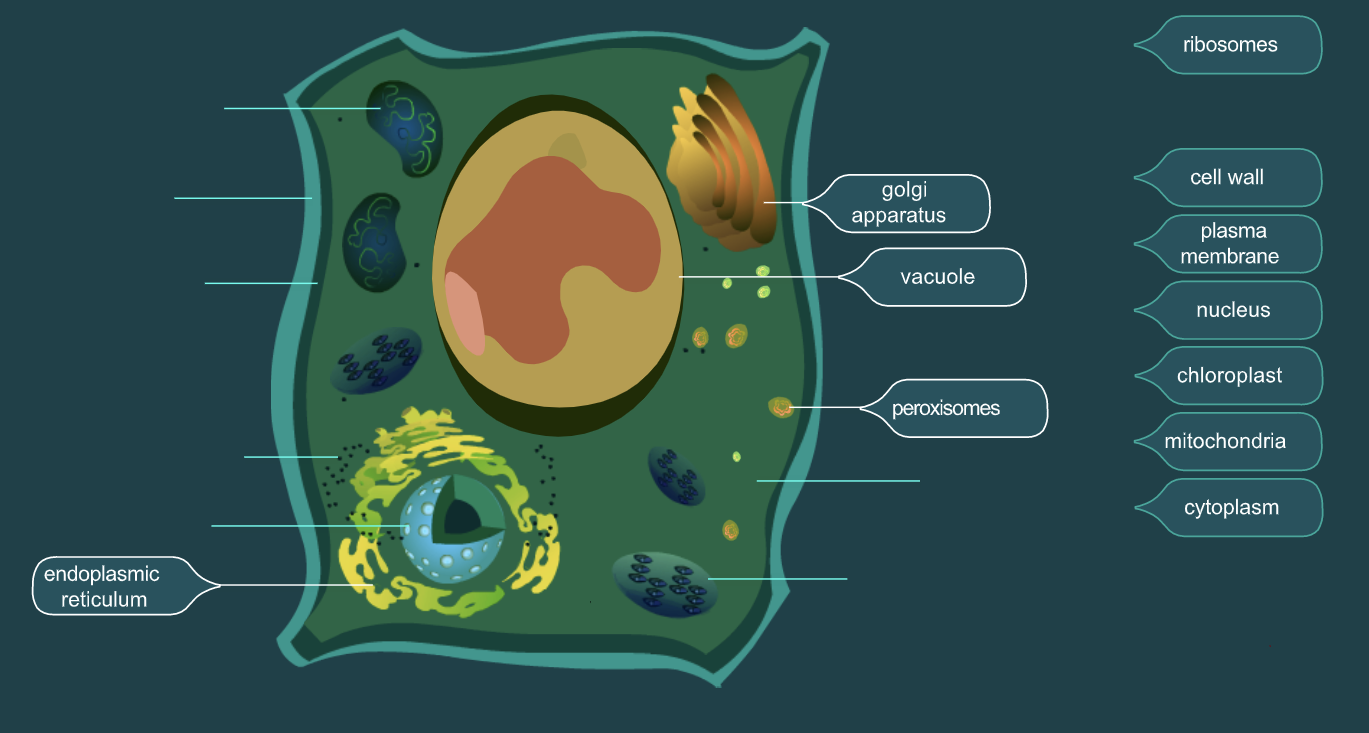 ribosomes
cell wall
golgi
apparatus
plasma
membrane
vacuole
nucleus
chloroplast
peroxisomes
mitochondria
cytoplasm
endoplasmic
reticulum